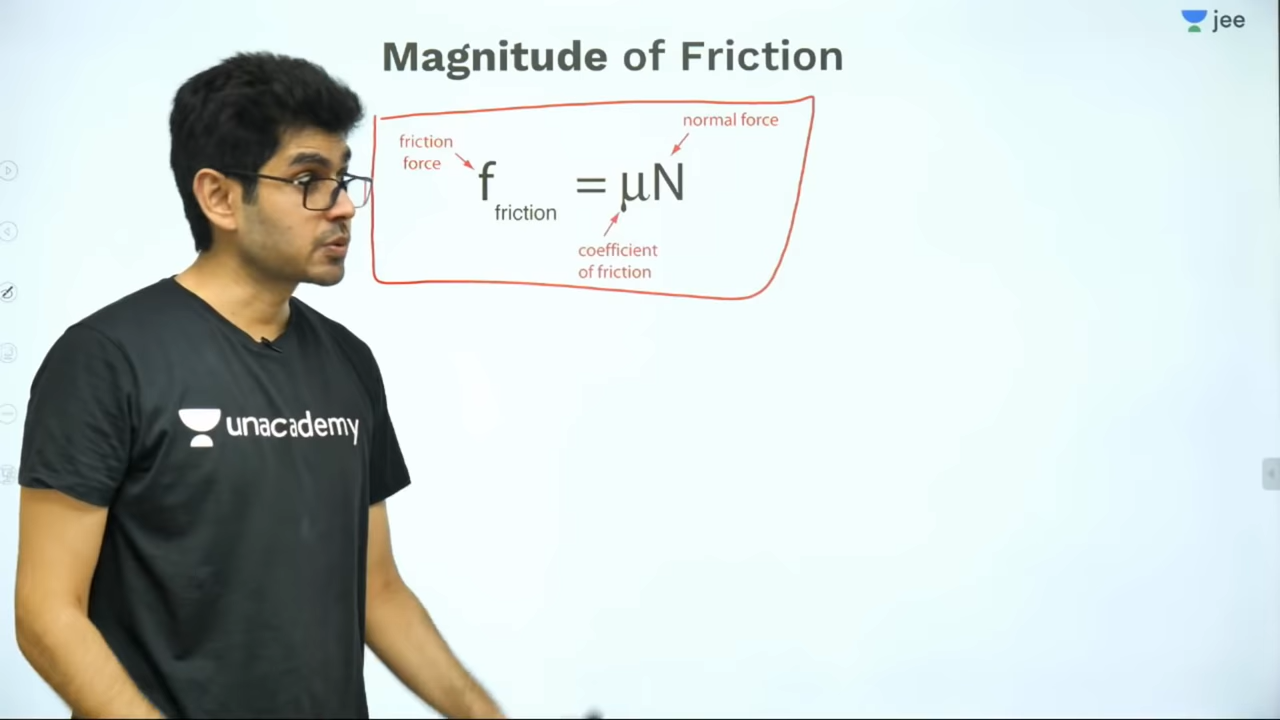 jee
Magnitude of Friction
normal force
friction
force
f friction = μN
coefficient
of friction
unacademy